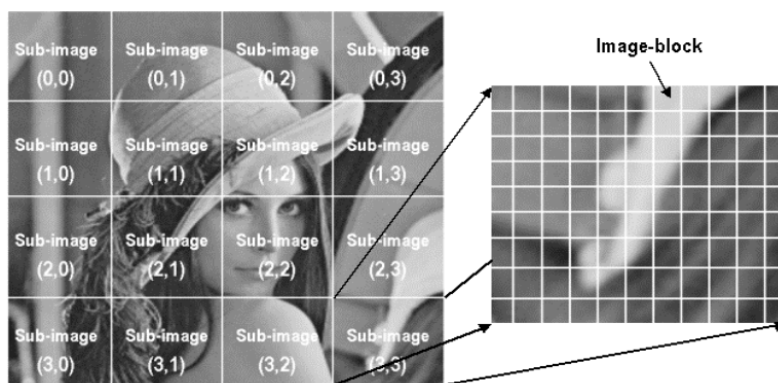 Sub-image Sub-image Sub-image Sub-image
(0,0) (0,1) (0,2) (0,3)
Image-block
Sub-image Sub-image Sub-image Sub-image
(1,0) (1,1) (1,2) (1,3)
Sub-image Sub-image Sub-image Sub-image
(2,0) (2,1) (2,2) (2,3)
Sub-image Sub-image Sub-image Sub-image
(3,0) (3,1) (3,2) (3,3)